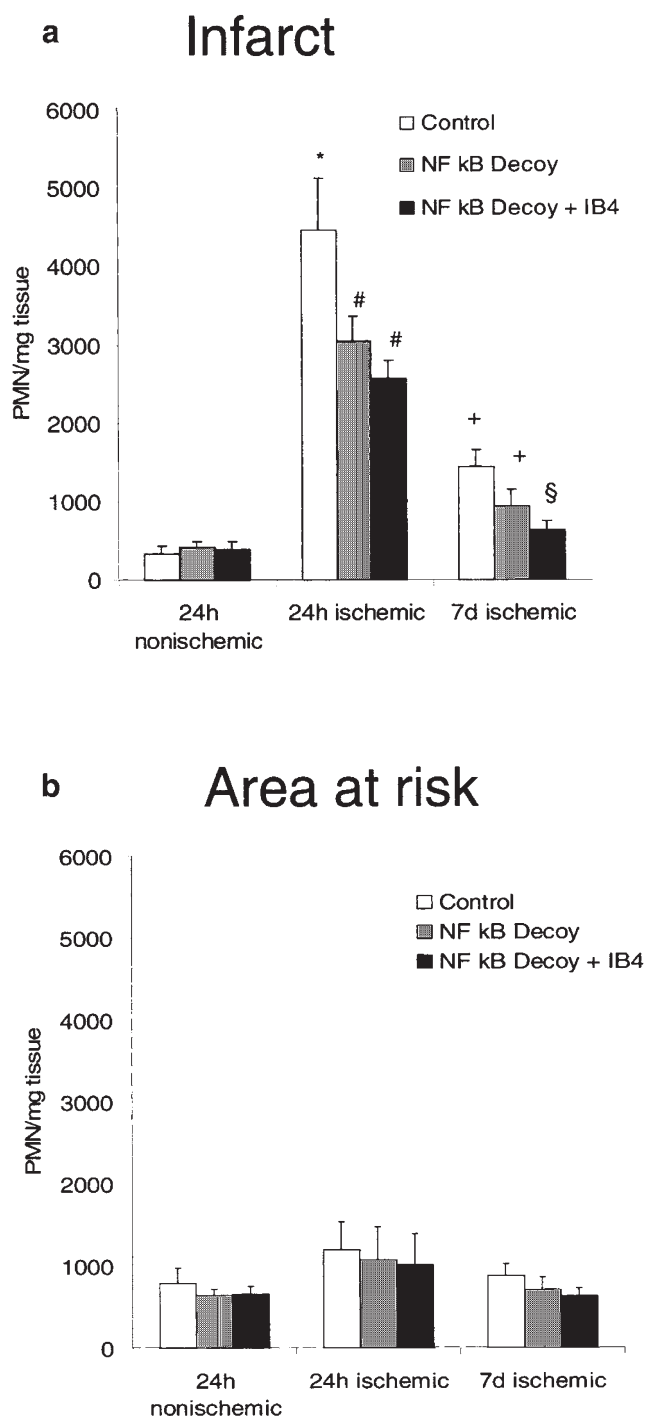 a
Infarct
6000
5000
4000
3000
2000
1000
0
PMN/mg tissue
Control
NF kB Decoy
NF kB Decoy + IB4
*
#
#
+
+
§
24h
nonischemic
24h ischemic
7d ischemic
b
Area at risk
6000
5000
4000
3000
2000
1000
0
PMN/mg tissue
Control
NF kB Decoy
NF kB Decoy + IB4
24h
nonischemic
24h ischemic
7d ischemic